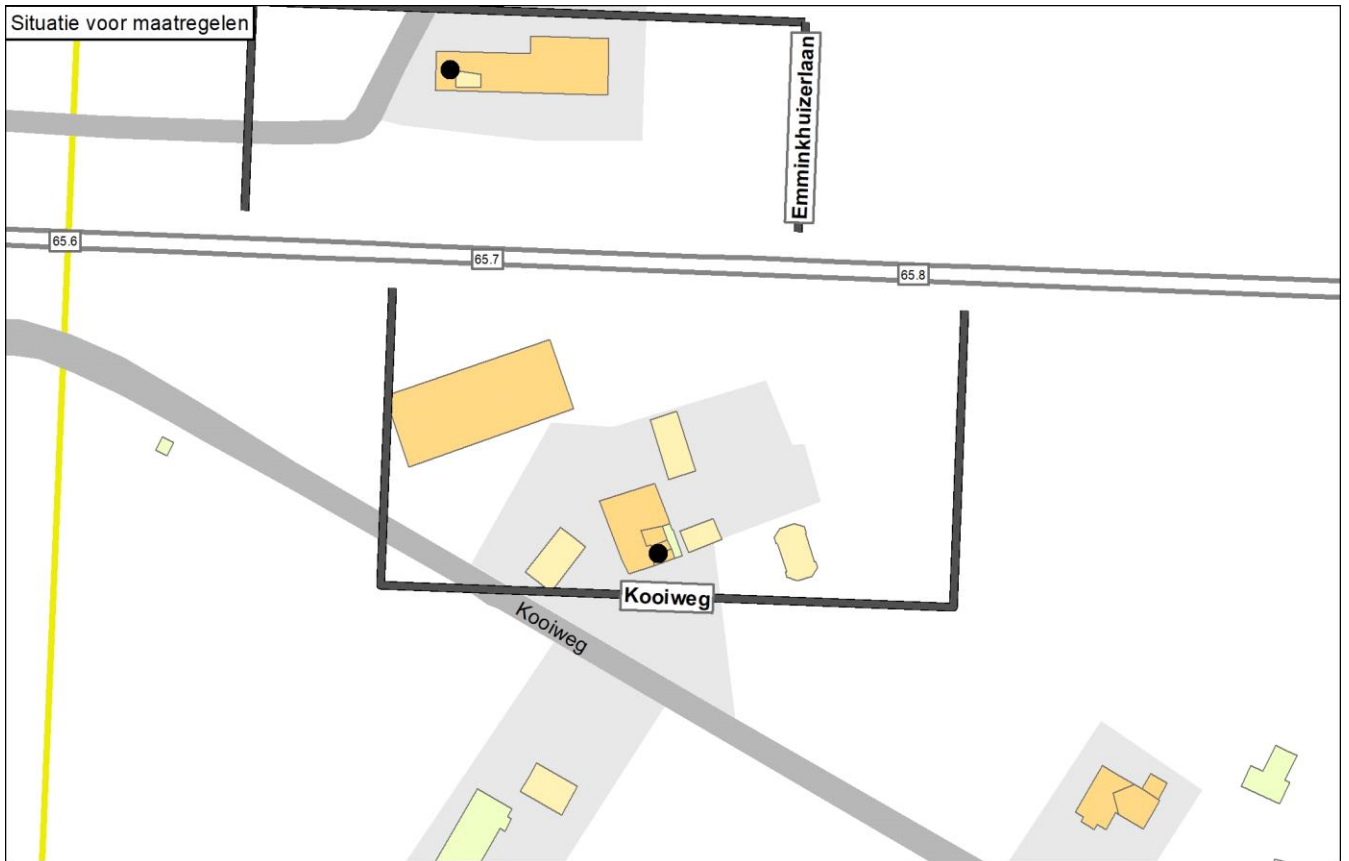 Situatie voor maatregelen
Emminkhuizerlaan
65.6
65.7
65.8
Kooiweg
Kooiweg